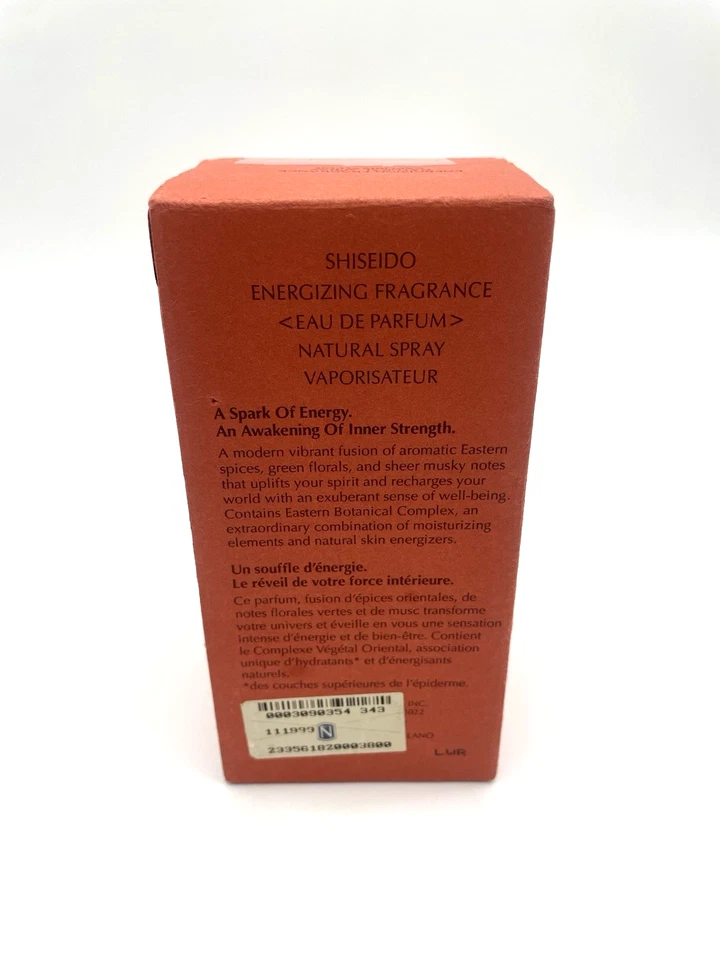 SHISEIDO
ENERGIZING FRAGRANCE
<EAU DE PARFUM>
NATURAL SPRAY
VAPORISATEUR
A Spark Of Energy.
An Awakening Of Inner Strength.
A modern vibrant fusion of aromatic Eastern
spices, green florals, and sheer musky notes
that uplifts your spirit and recharges your
world with an exuberant sense of well-being.
Contains Eastern Botanical Complex, an
extraordinary combination of moisturizing
elements and natural skin energizers.
Un souffle d'énergie.
Le réveil de votre force intérieure.
Ce parfum, fusion d'épices orientales, de
notes florales vertes et de musc transforme
votre univers et éveille en vous une sensation
intense d'énergie et de bien-être. Contient
le Complexe Végétal Oriental, association
unique d'hydratants* et d'énergisants
naturels.
*des couches supérieures de l'épiderme.
0003090354 343
INC.
0022
111999 N
LANO
233561820003800
LWR